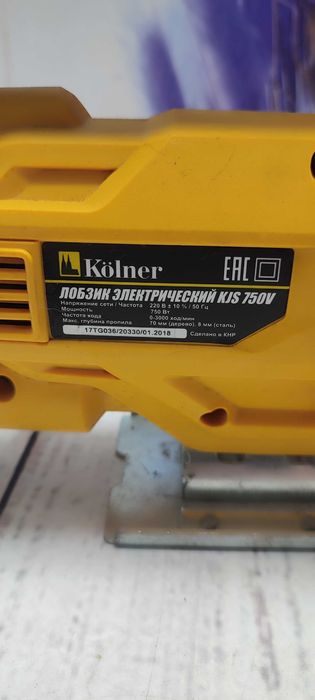 Kölner
EAC
ЛОБЗИК ЭЛЕКТРИЧЕСКИЙ KJS 750V
Напряжение сети / Частота 220 В ± 10 % / 50 Гц
Мощность 750 Вт
Частота хода 0-3000 ход/мин
Макс. глубина пропила 70 мм (дерево), 8 мм (сталь)
17TG036/20330/01.2018 Сделано в КНР